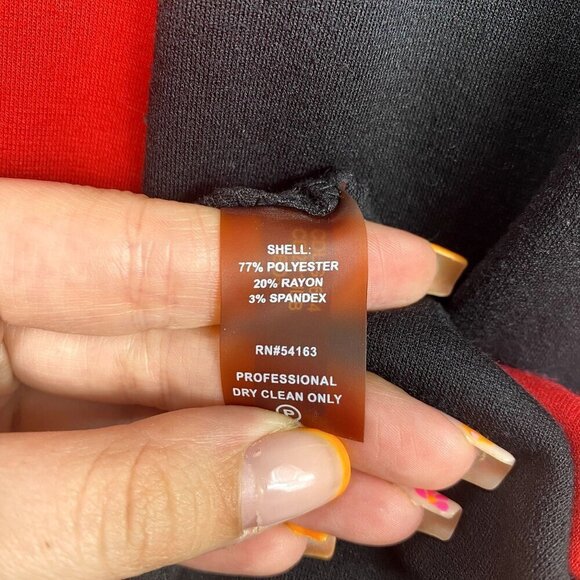 SHELL:
77% POLYESTER
20% RAYON
3% SPANDEX
RN#54163
PROFESSIONAL
DRY CLEAN ONLY
P